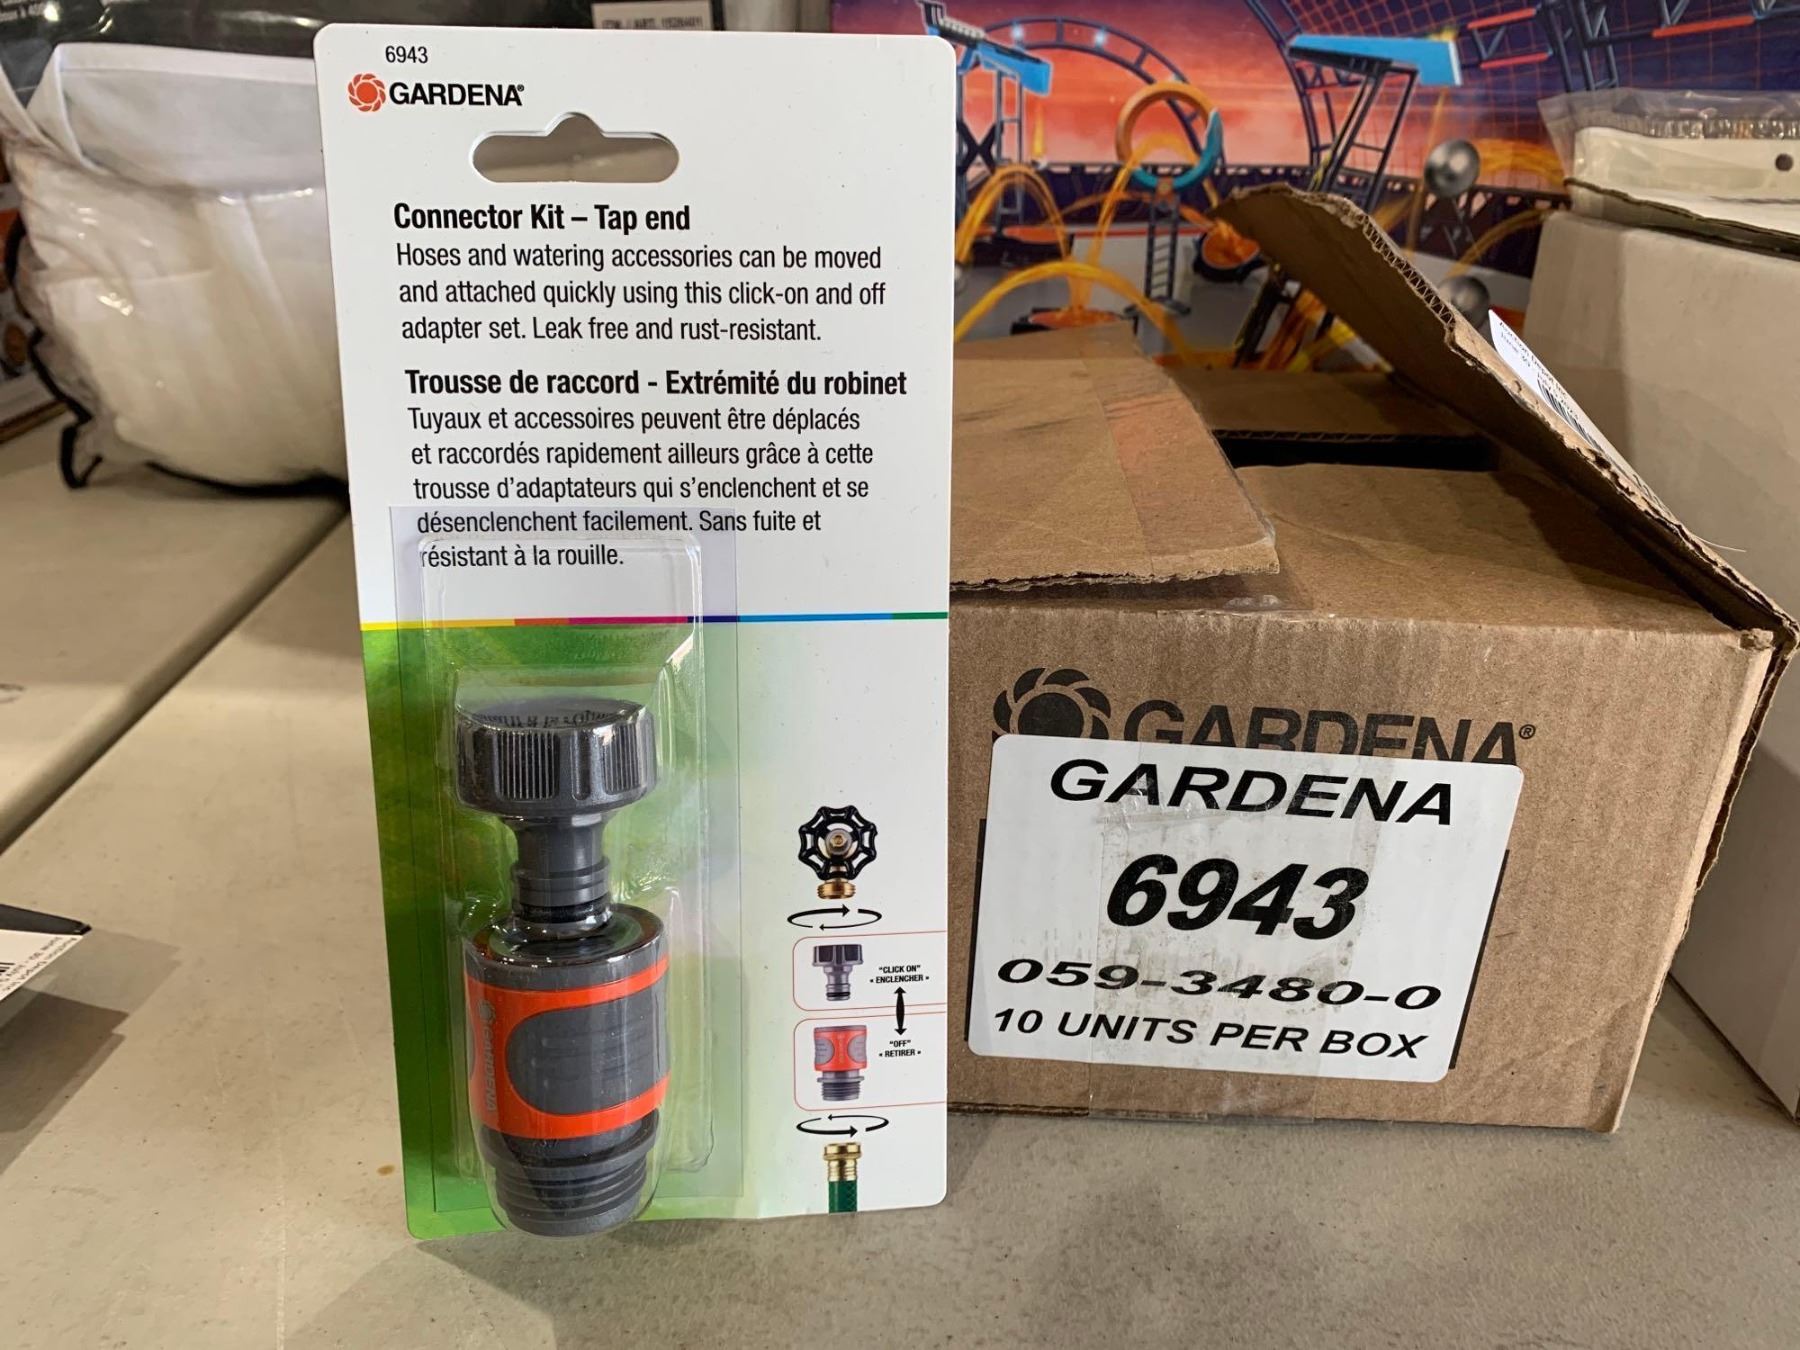 6943
GARDENA®
Connector Kit – Tap end
Hoses and watering accessories can be moved
and attached quickly using this click-on and off
adapter set. Leak free and rust-resistant.
Trousse de raccord - Extrémité du robinet
Tuyaux et accessoires peuvent être déplacés
et raccordés rapidement ailleurs grâce à cette
trousse d'adaptateurs qui s'enclenchent et se
désenclenchent facilement. Sans fuite et
résistant à la rouille.
GARDENA
"CLICK ON"
« ENCLENCHER »
"OFF"
« RETIRER »
GARDENA®
GARDENA
6943
059-3480-0
10 UNITS PER BOX